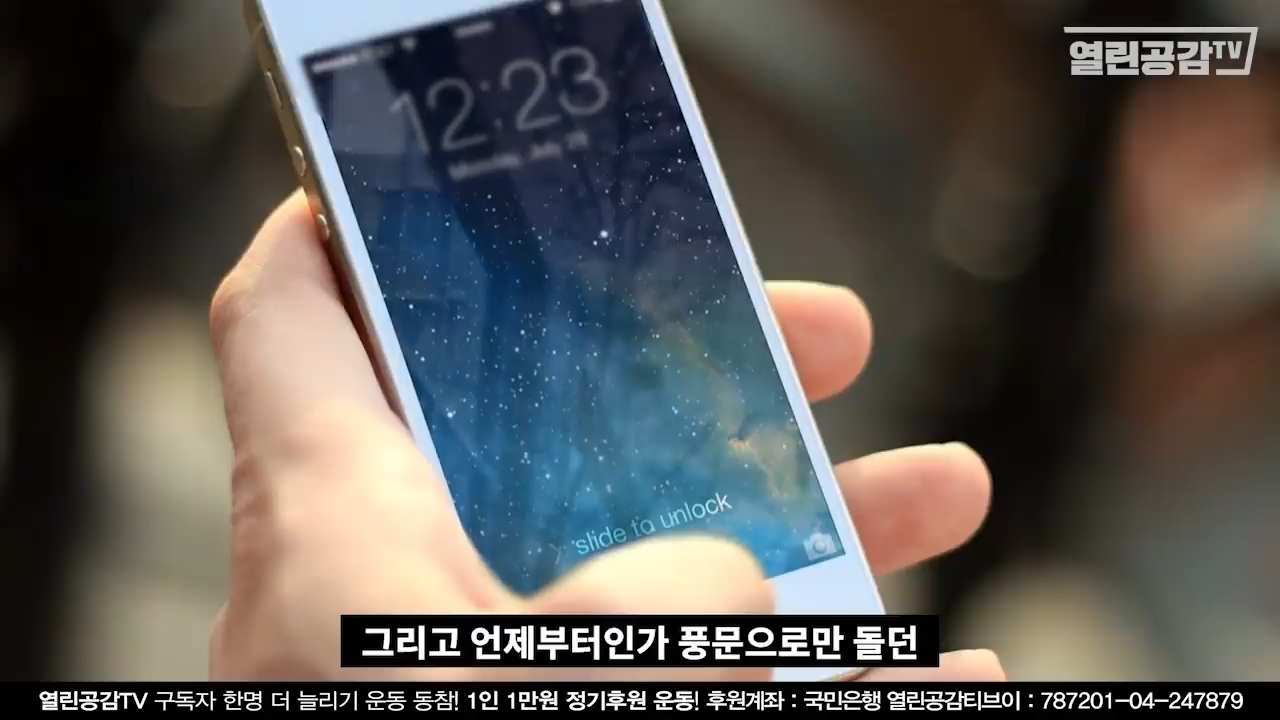 열린공감TV
12:23
Monday, July
slide to unlock
그리고 언제부터인가 풍문으로만 돌던
열린공감TV 구독자 한명 더 늘리기 운동 동참! 1인 1만원 정기후원 운동! 후원계좌 : 국민은행 열린공감티브이 : 787201-04-247879